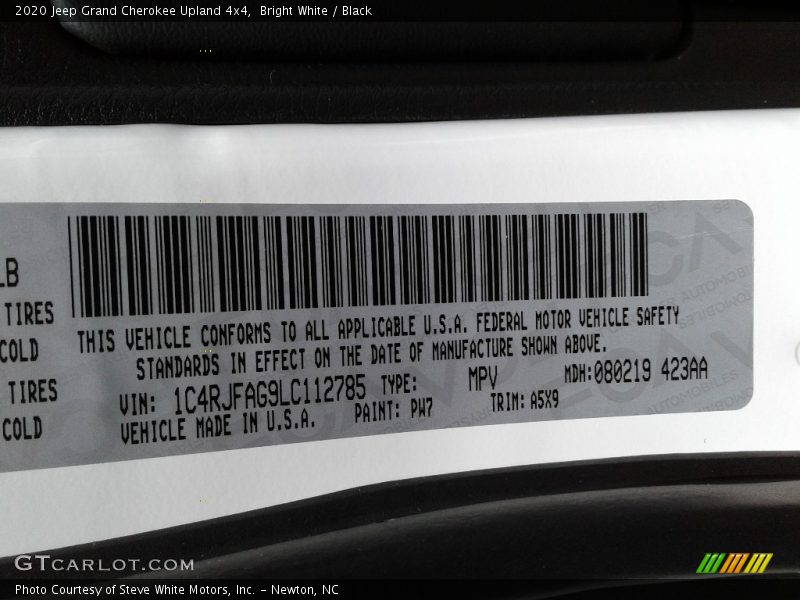 2020 Jeep Grand Cherokee Upland 4x4, Bright White / Black
LB
TIRES
COLD
TIRES
COLD
THIS VEHICLE CONFORMS TO ALL APPLICABLE U.S.A. FEDERAL MOTOR VEHICLE SAFETY
STANDARDS IN EFFECT ON THE DATE OF MANUFACTURE SHOWN ABOVE.
VIN: 1C4RJFAG9LC112785 TYPE: MPV MDH:080219 423AA
VEHICLE MADE IN U.S.A. PAINT: PW7 TRIM: A5X9
GTCARLOT.COM
Photo Courtesy of Steve White Motors, Inc. – Newton, NC